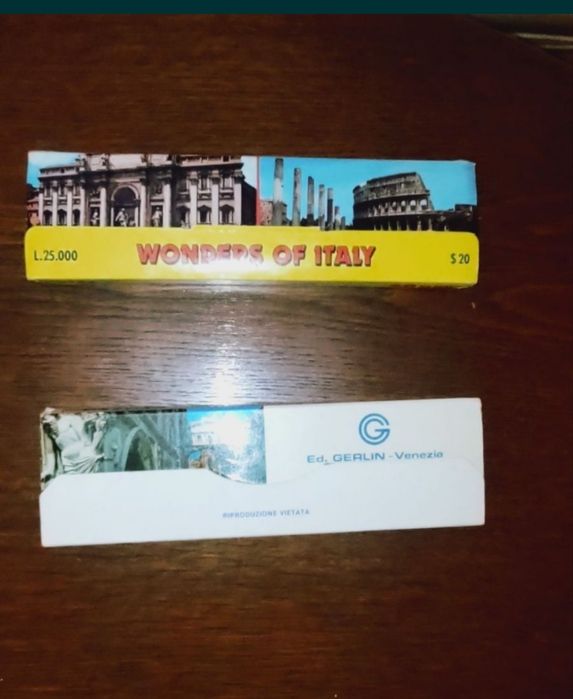 L.25.000 WONDERS OF ITALY $20
G
Ed. GERLIN - Venezia
RIPRODUZIONE VIETATA